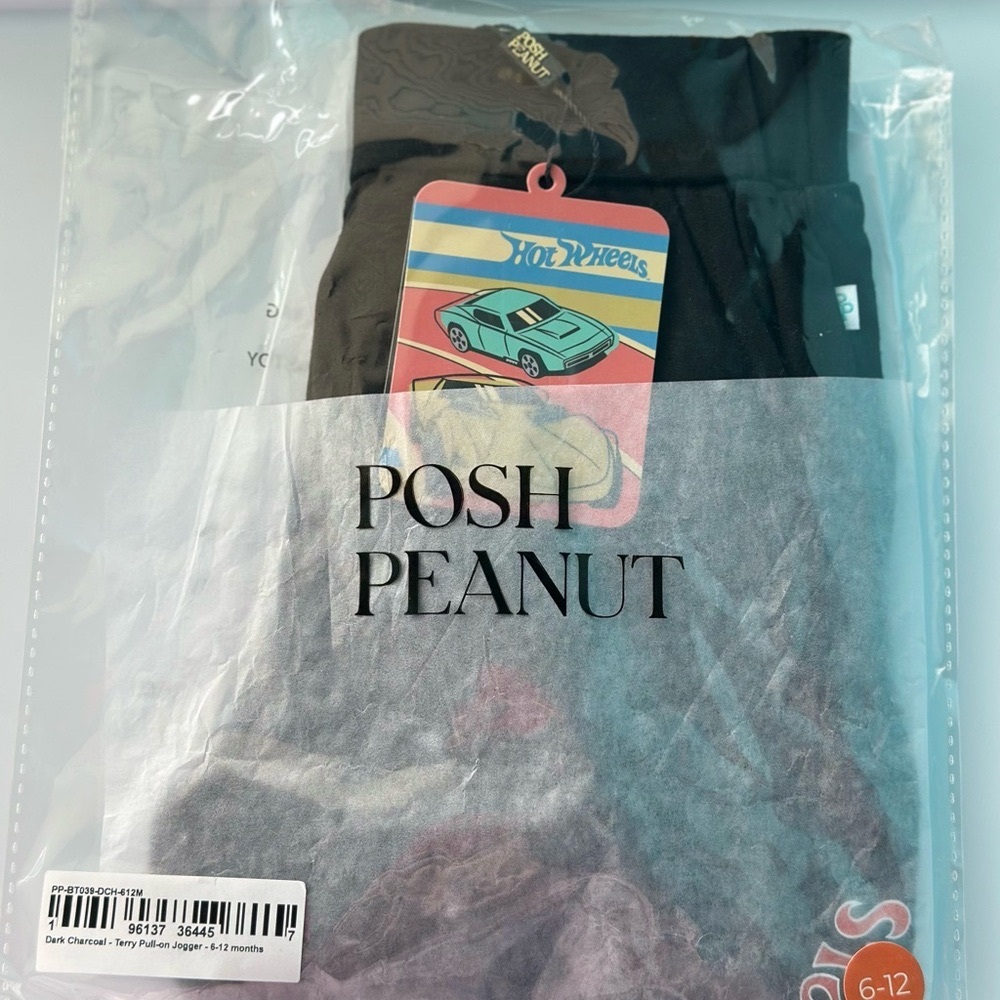 POSH
PEANUT
HOT WHEELS
POSH
PEANUT
PP-BT039-DCH-612M
1 96137 36445 7
Dark Charcoal - Terry Pull-on Jogger - 6-12 months
6-12